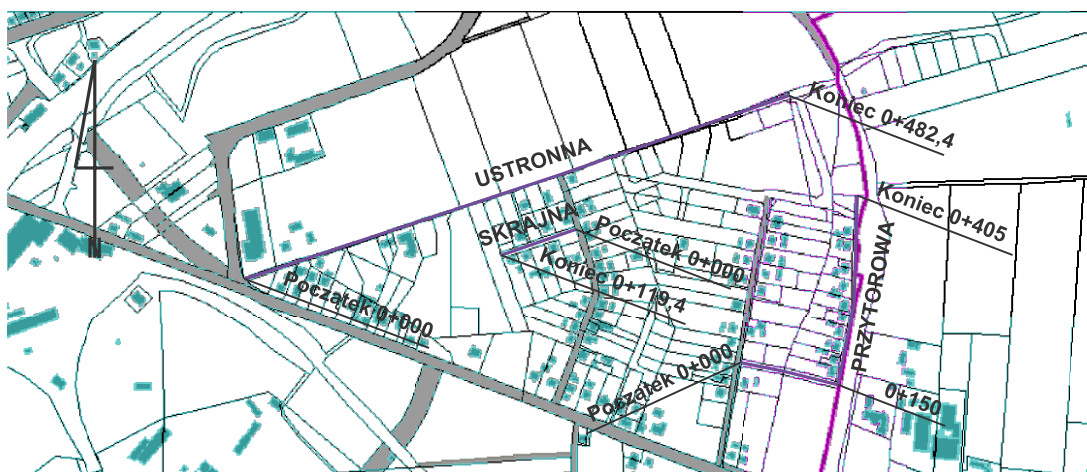 Koniec 0+482,4
USTRONNA
N
SKRAJNA
Początek 0+000
Koniec 0+405
Koniec 0+119,4
Początek 0+000
PRZYTOROWA
Początek 0+000
0+150